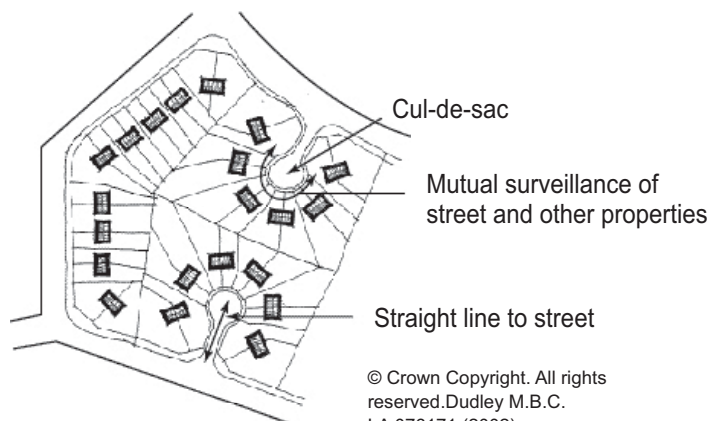 Cul-de-sac
Mutual surveillance of
street and other properties
Straight line to street
© Crown Copyright. All rights
reserved.Dudley M.B.C.